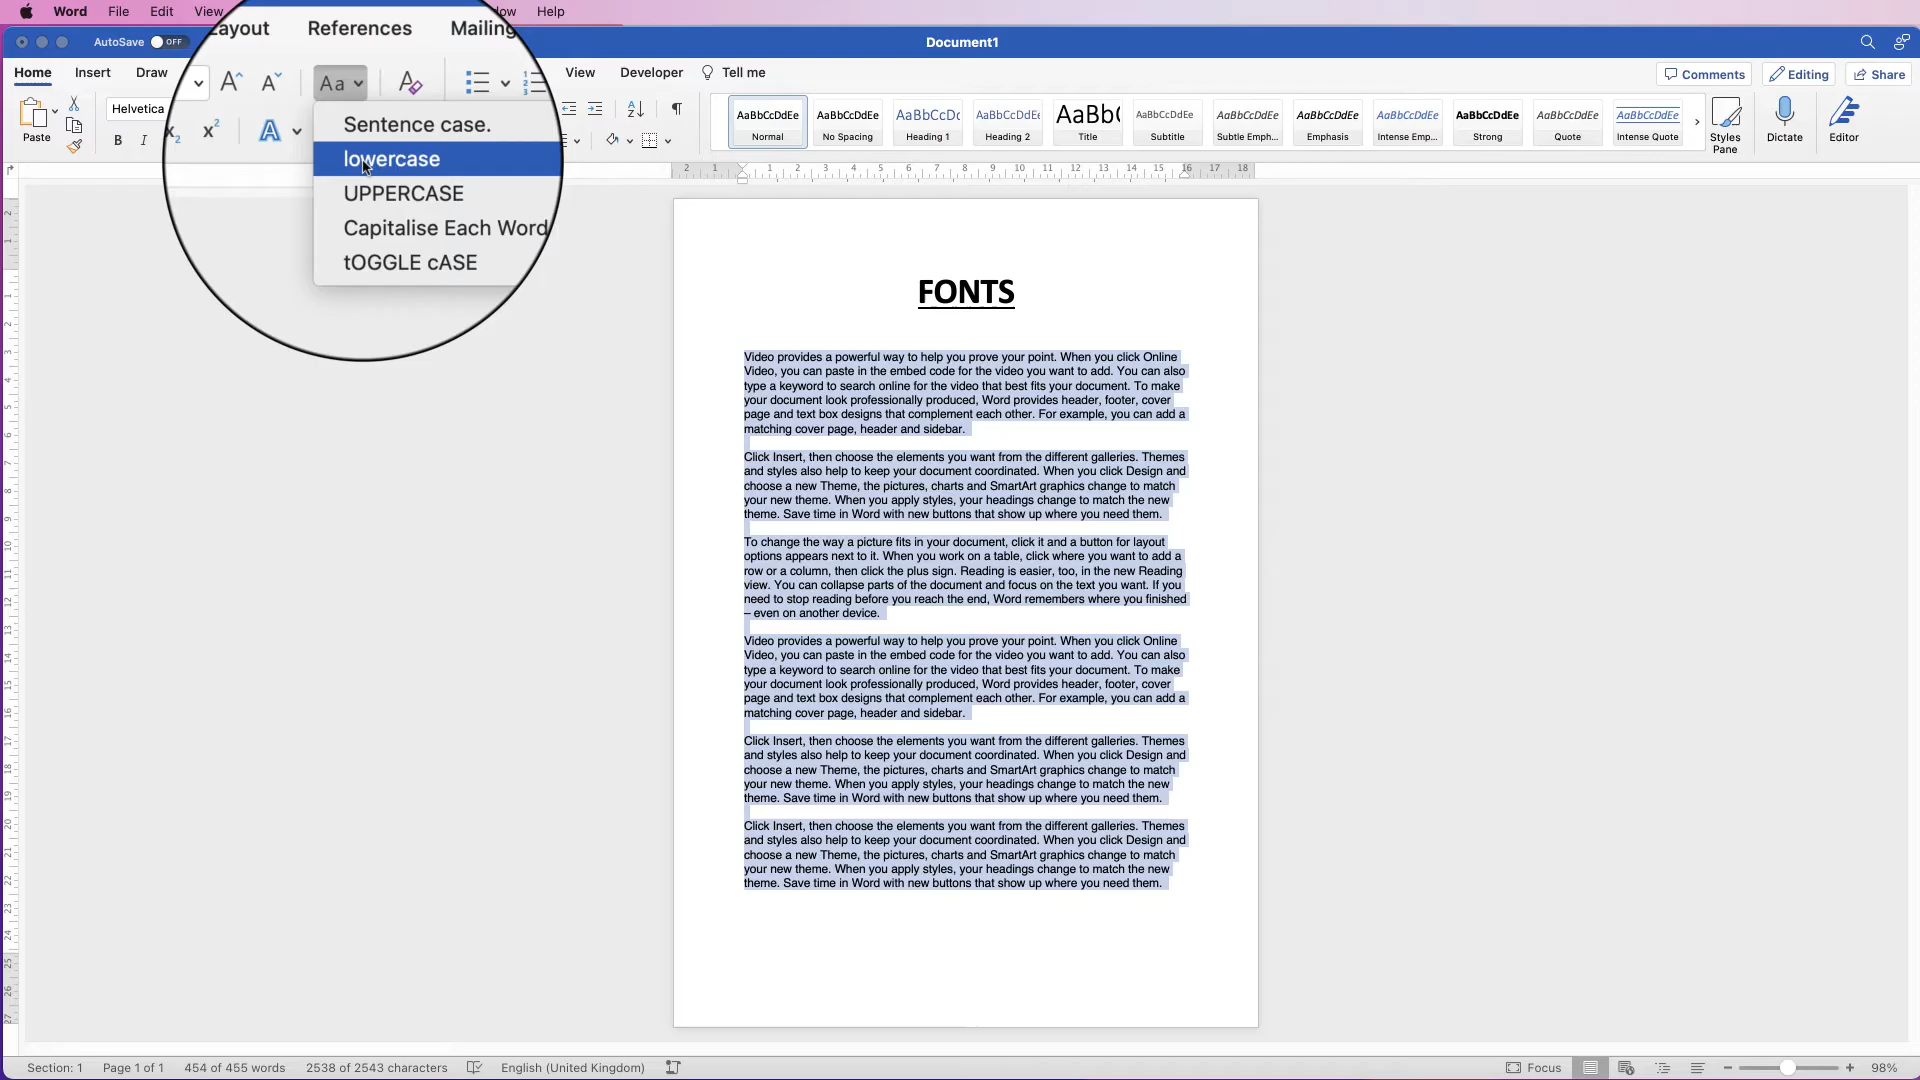 Word File Edit View
Help
AutoSave OFF
Document1
Layout References Mailing
Home Insert Draw
View Developer Tell me
Comments Editing Share
Paste
Helvetica
B I
Aa
Sentence case.
lowercase
UPPERCASE
Capitalise Each Word
tOGGLE cASE
AaBbCcDdEe Normal
AaBbCcDdEe No Spacing
AaBbCcDc Heading 1
AaBbCcDdEe Heading 2
AaBb( Title
AaBbCcDdEe Subtitle
AaBbCcDdEe Subtle Emph...
AaBbCcDdEe Emphasis
AaBbCcDdEe Intense Emp...
AaBbCcDdEe Strong
AaBbCcDdEe Quote
AaBbCcDdEe Intense Quote
Styles Pane
Dictate
Editor
2 1 1 2 3 4 5 6 7 8 9 10 11 12 13 14 15 16 17 18
FONTS
Video provides a powerful way to help you prove your point. When you click Online
Video, you can paste in the embed code for the video you want to add. You can also
type a keyword to search online for the video that best fits your document. To make
your document look professionally produced, Word provides header, footer, cover
page and text box designs that complement each other. For example, you can add a
matching cover page, header and sidebar.
Click Insert, then choose the elements you want from the different galleries. Themes
and styles also help to keep your document coordinated. When you click Design and
choose a new Theme, the pictures, charts and SmartArt graphics change to match
your new theme. When you apply styles, your headings change to match the new
theme. Save time in Word with new buttons that show up where you need them.
To change the way a picture fits in your document, click it and a button for layout
options appears next to it. When you work on a table, click where you want to add a
row or a column, then click the plus sign. Reading is easier, too, in the new Reading
view. You can collapse parts of the document and focus on the text you want. If you
need to stop reading before you reach the end, Word remembers where you finished
– even on another device.
Video provides a powerful way to help you prove your point. When you click Online
Video, you can paste in the embed code for the video you want to add. You can also
type a keyword to search online for the video that best fits your document. To make
your document look professionally produced, Word provides header, footer, cover
page and text box designs that complement each other. For example, you can add a
matching cover page, header and sidebar.
Click Insert, then choose the elements you want from the different galleries. Themes
and styles also help to keep your document coordinated. When you click Design and
choose a new Theme, the pictures, charts and SmartArt graphics change to match
your new theme. When you apply styles, your headings change to match the new
theme. Save time in Word with new buttons that show up where you need them.
Click Insert, then choose the elements you want from the different galleries. Themes
and styles also help to keep your document coordinated. When you click Design and
choose a new Theme, the pictures, charts and SmartArt graphics change to match
your new theme. When you apply styles, your headings change to match the new
theme. Save time in Word with new buttons that show up where you need them.
Section: 1 Page 1 of 1 454 of 455 words 2538 of 2543 characters English (United Kingdom)
Focus 98%